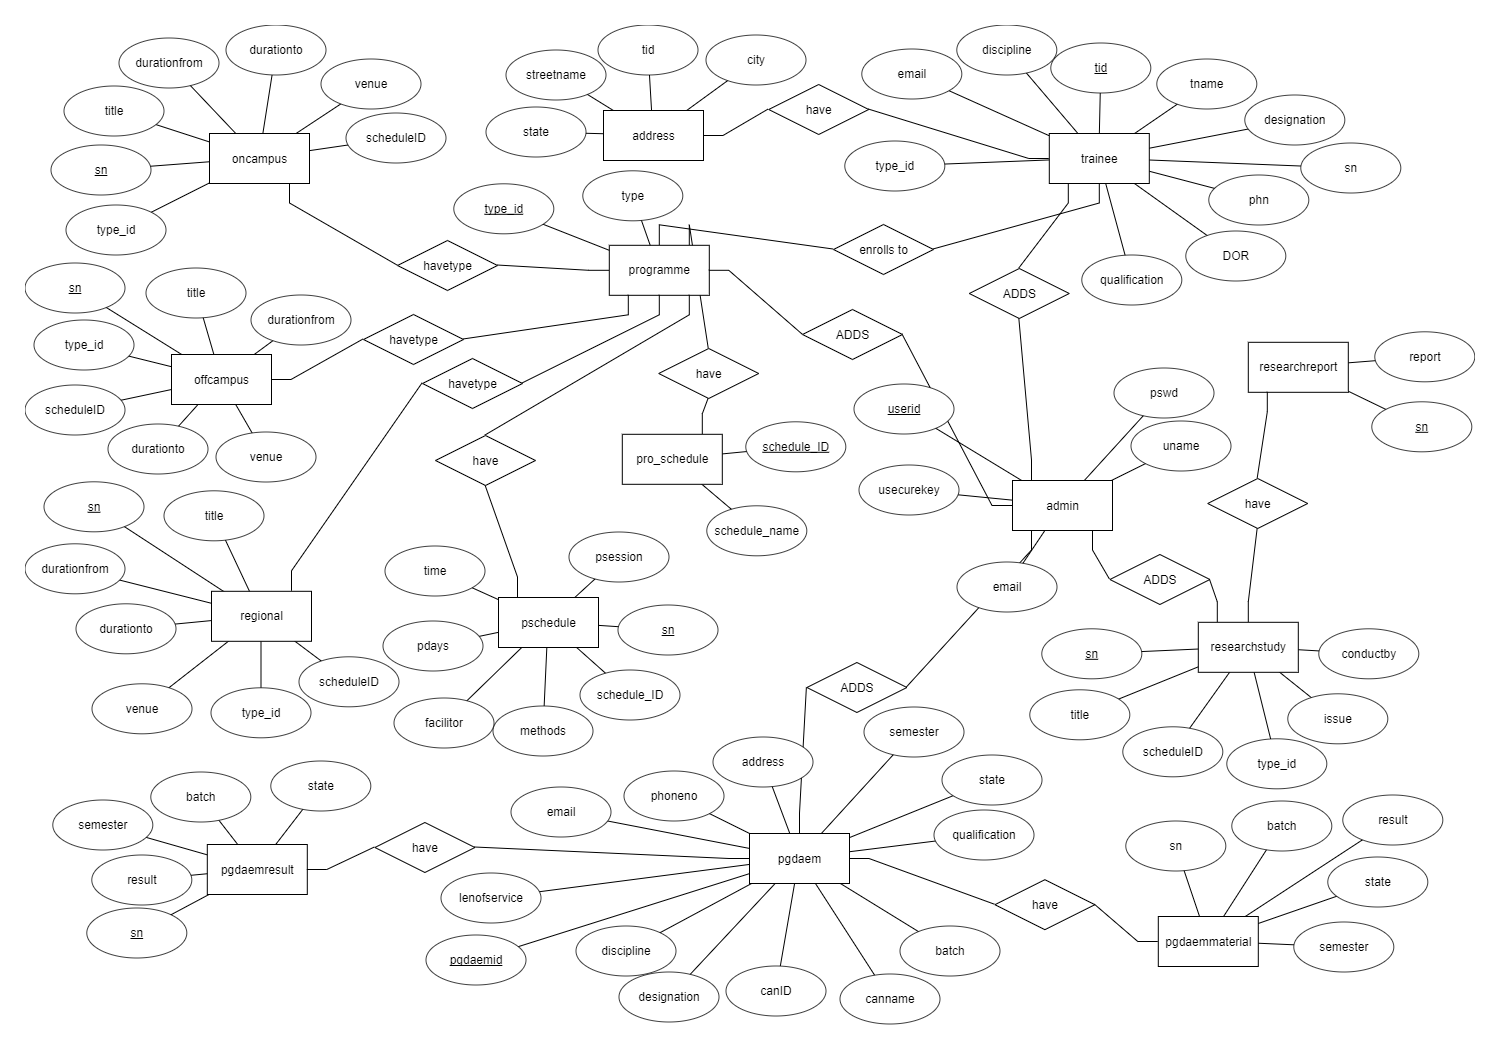 durationfrom
durationto
venue
title
scheduleID
sn
type_id
oncampus
streetname
tid
city
state
address
have
email
discipline
tid
tname
designation
sn
phn
DOR
qualification
type_id
trainee
type_id
type
programme
enrolls to
ADDS
havetype
sn
title
durationfrom
type_id
scheduleID
durationto
venue
offcampus
havetype
havetype
ADDS
have
have
pro_schedule
schedule_ID
schedule_name
userid
usecurekey
pswd
uname
admin
email
ADDS
researchreport
report
sn
have
sn
title
durationfrom
durationto
venue
type_id
scheduleID
regional
time
psession
sn
pdays
pschedule
schedule_ID
facilitor
methods
ADDS
researchstudy
sn
title
scheduleID
type_id
issue
conductby
semester
batch
state
result
sn
pgdaemresult
have
email
phoneno
address
semester
state
qualification
pgdaem
lenofservice
pgdaemid
discipline
designation
canID
canname
batch
have
sn
batch
result
state
semester
pgdaemmaterial